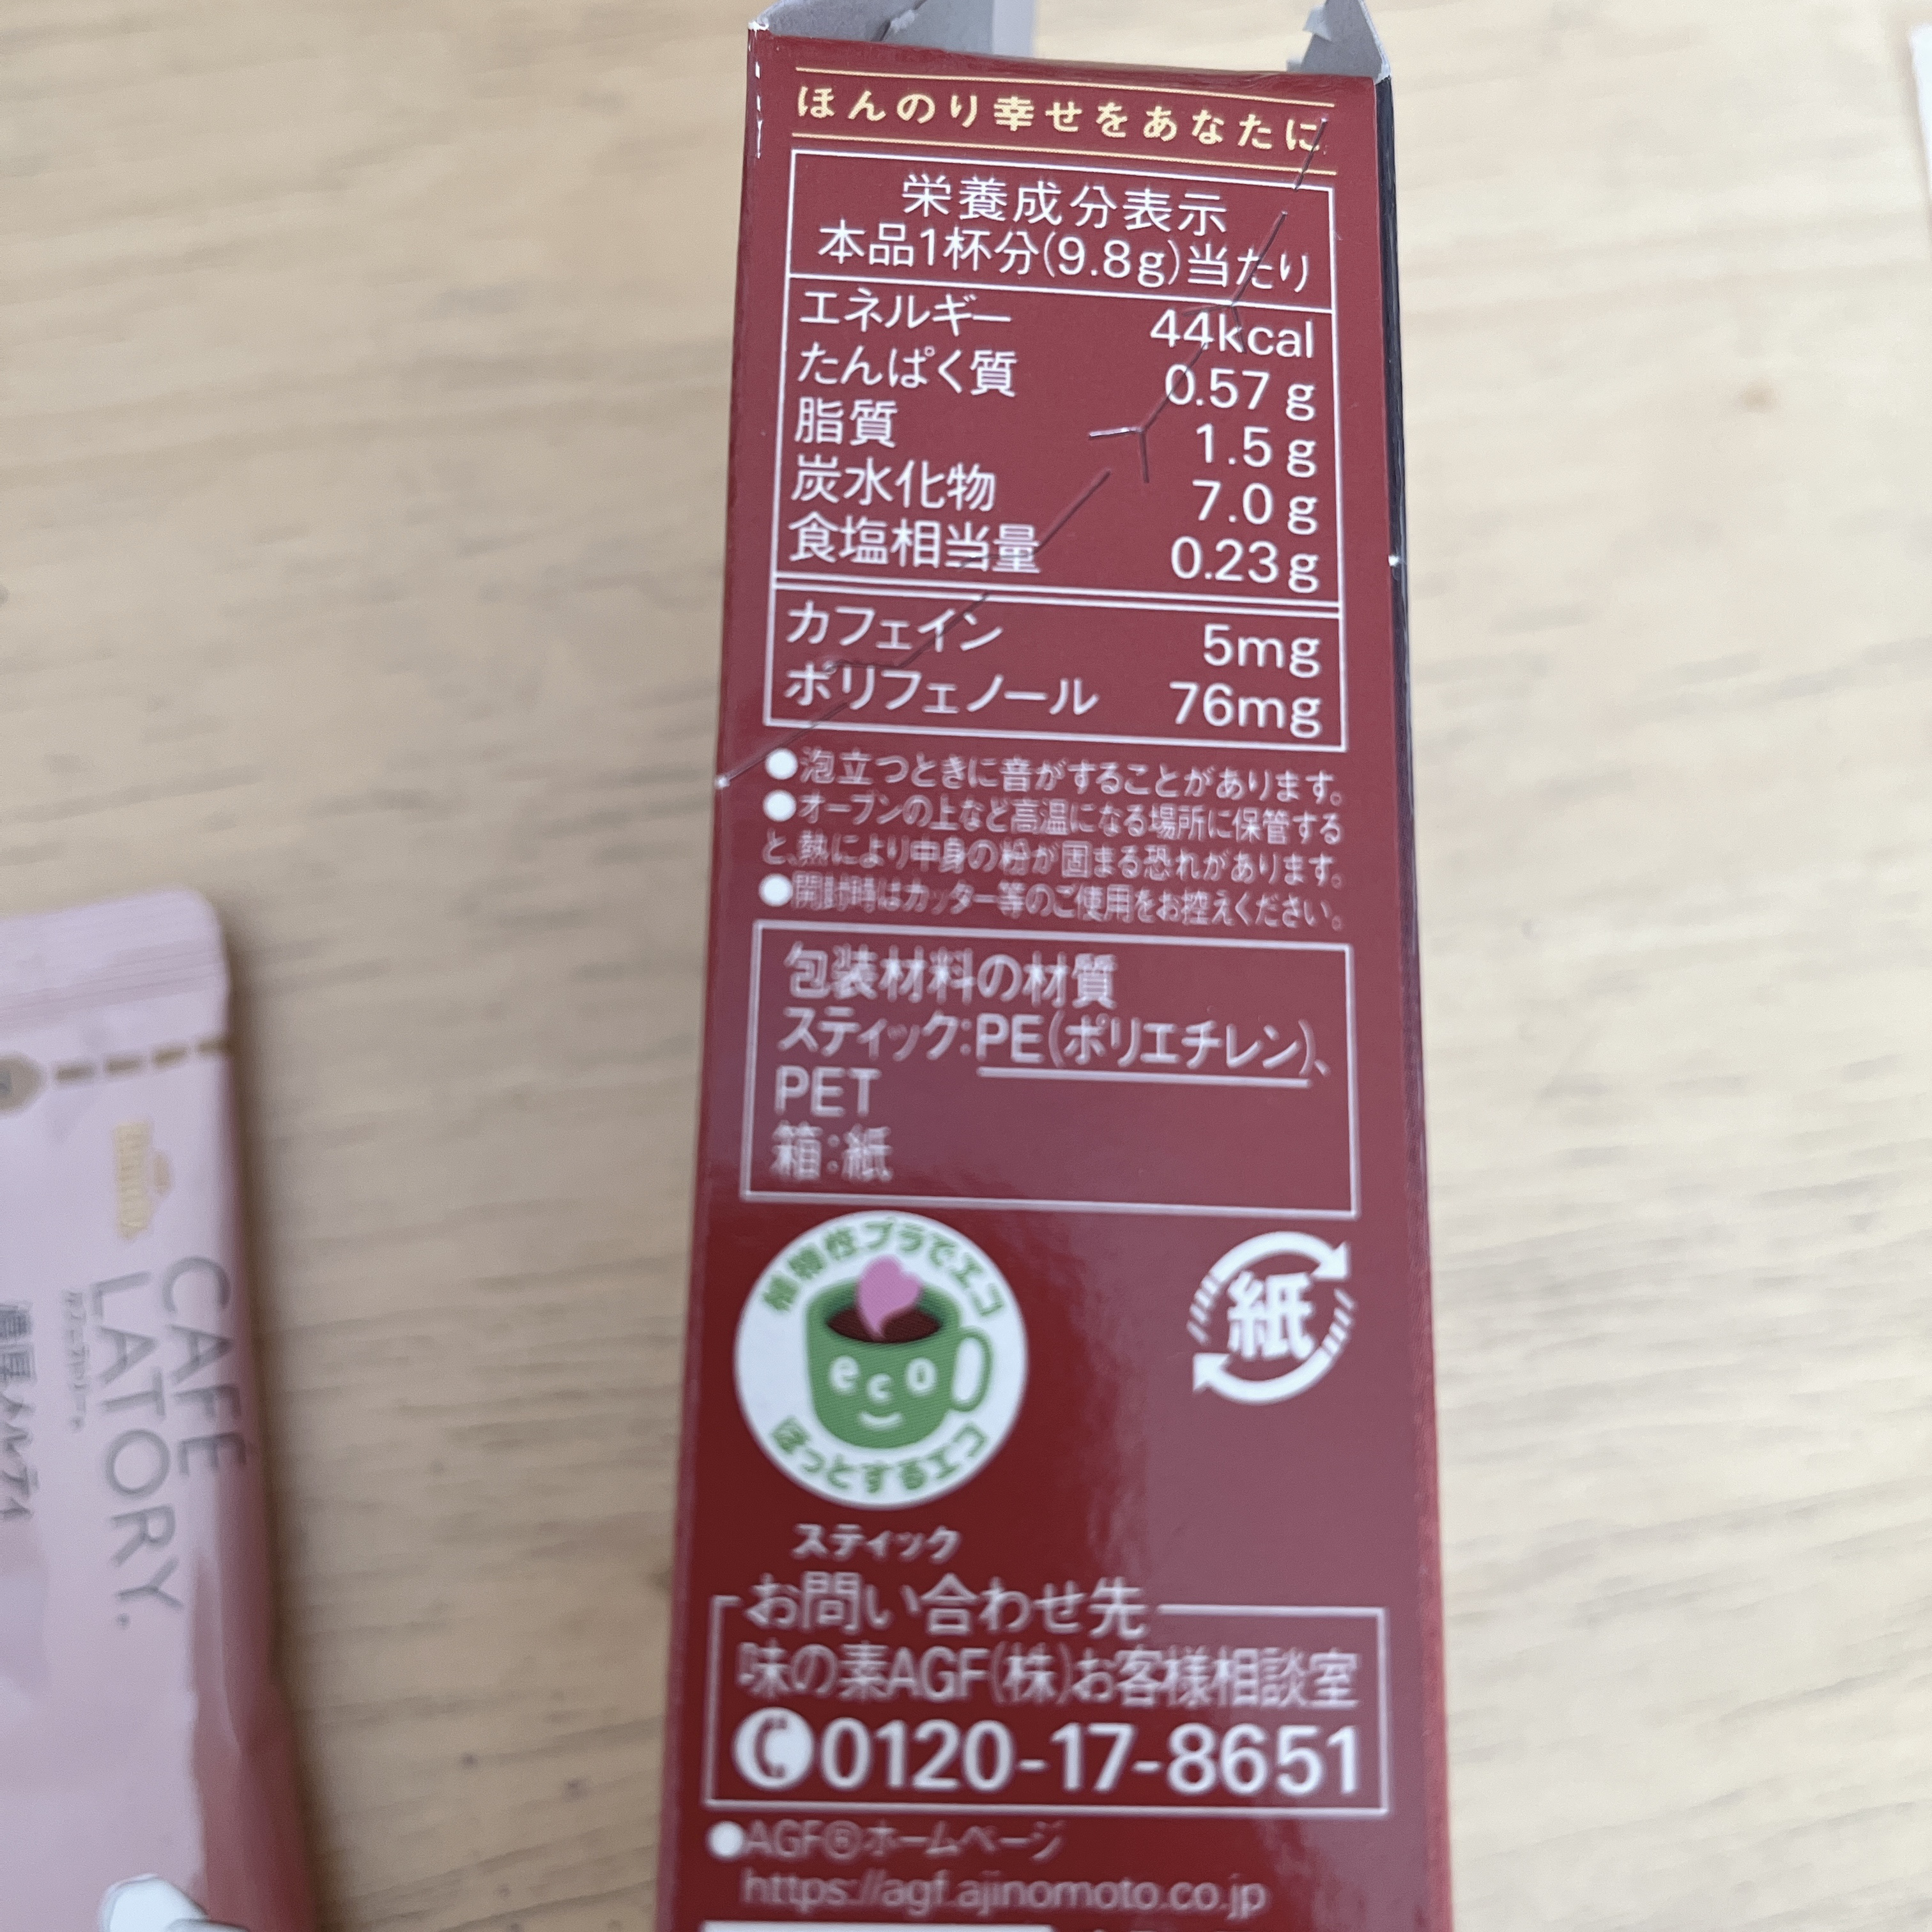 ほんのり幸せをあなたに
栄養成分表示
本品1杯分(9.8g)当たり
エネルギー 44kcal
たんぱく質 0.57 g
脂質 1.5 g
炭水化物 7.0 g
食塩相当量 0.23 g
カフェイン 5mg
ポリフェノール 76mg
●泡立つときに音がすることがあります。
●オーブンの上など高温になる場所に保管する
と、熱により中身の粉が固まる恐れがあります。
●開封時はカッター等のご使用をお控えください。
包装材料の材質
スティック:PE(ポリエチレン)、
PET
箱:紙
植物性プラでエコ
eco
ほっとするエコ
スティック
紙
お問い合わせ先
味の素AGF(株)お客様相談室
0120-17-8651
●AGF®ホームページ
https://agf.ajinomoto.co.jp
CAFÉ
LATORY.